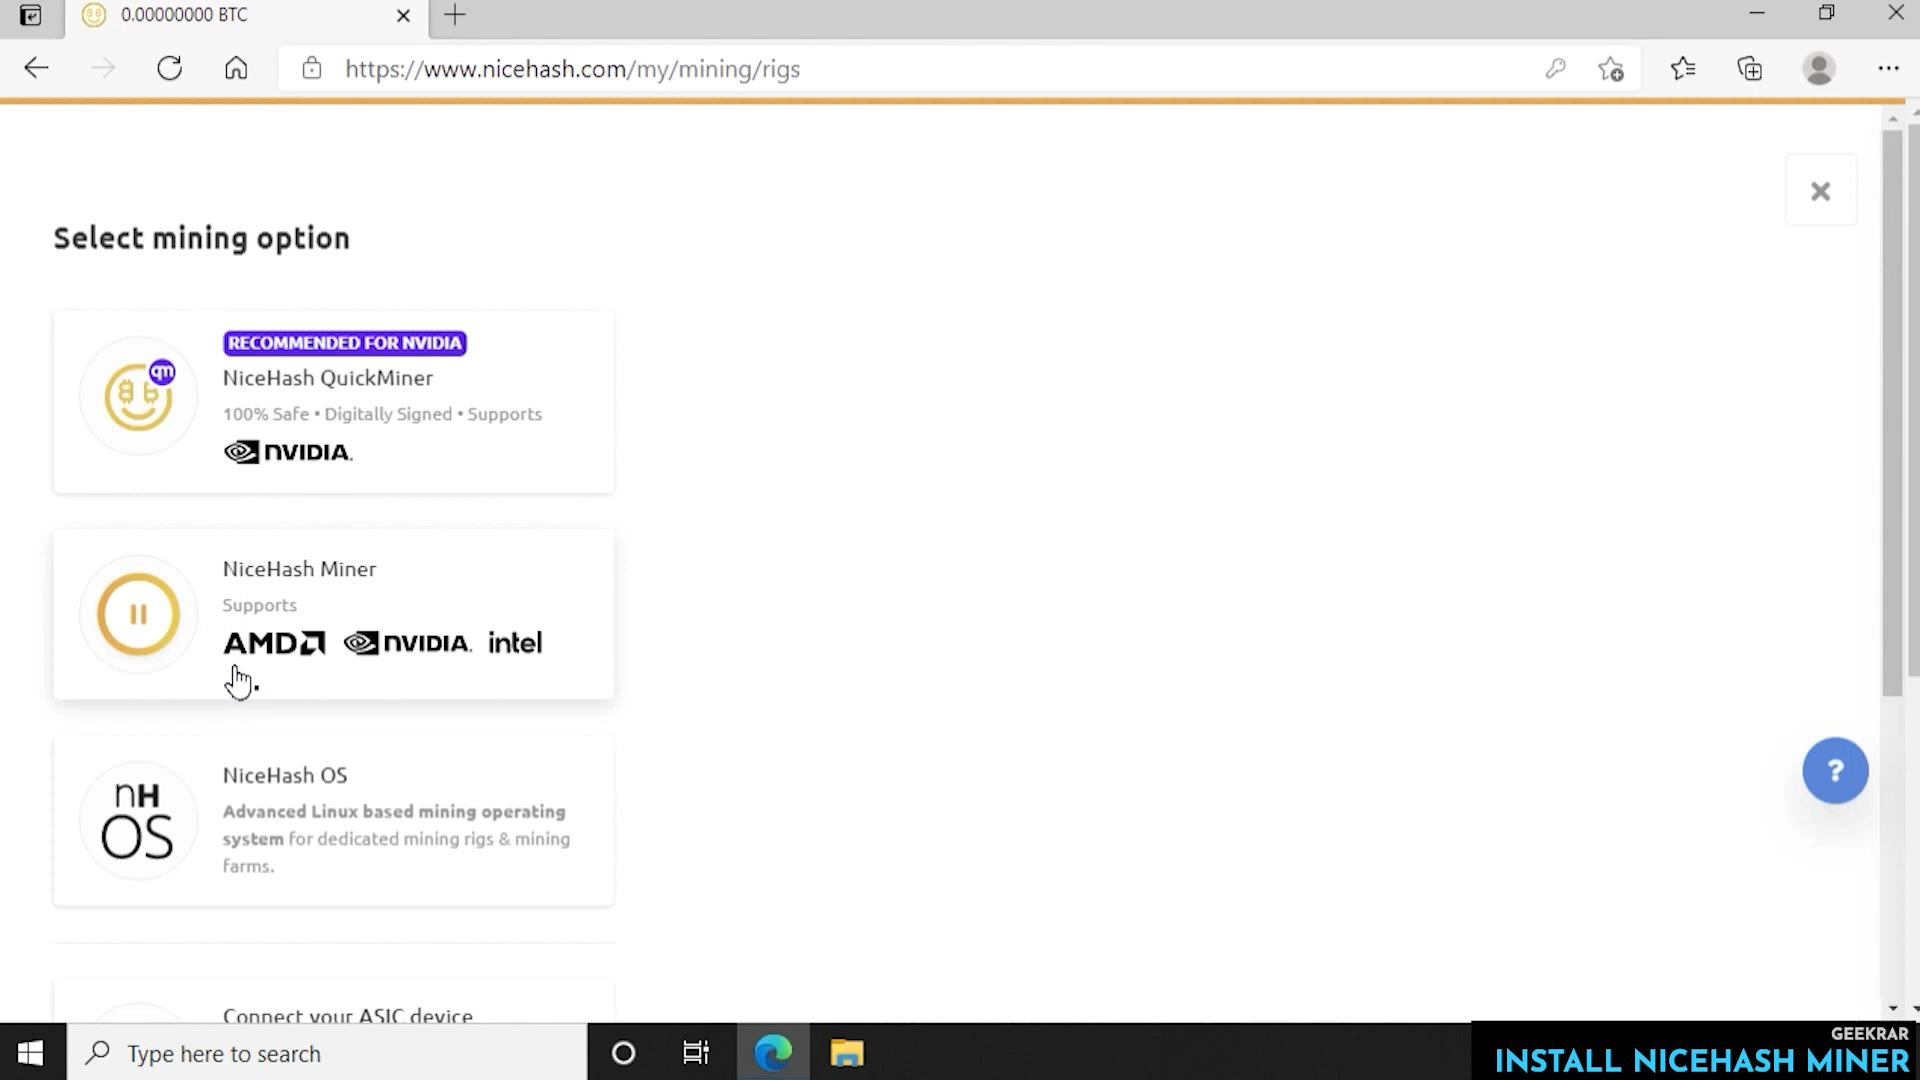 0.00000000 BTC
https://www.nicehash.com/my/mining/rigs
Select mining option
RECOMMENDED FOR NVIDIA
NiceHash QuickMiner
100% Safe • Digitally Signed • Supports
NVIDIA.
qm
NiceHash Miner
Supports
AMD NVIDIA. intel
nH
OS
NiceHash OS
Advanced Linux based mining operating
system for dedicated mining rigs & mining
farms.
?
Connect your ASIC device
Type here to search
GEEKRAR
INSTALL NICEHASH MINER